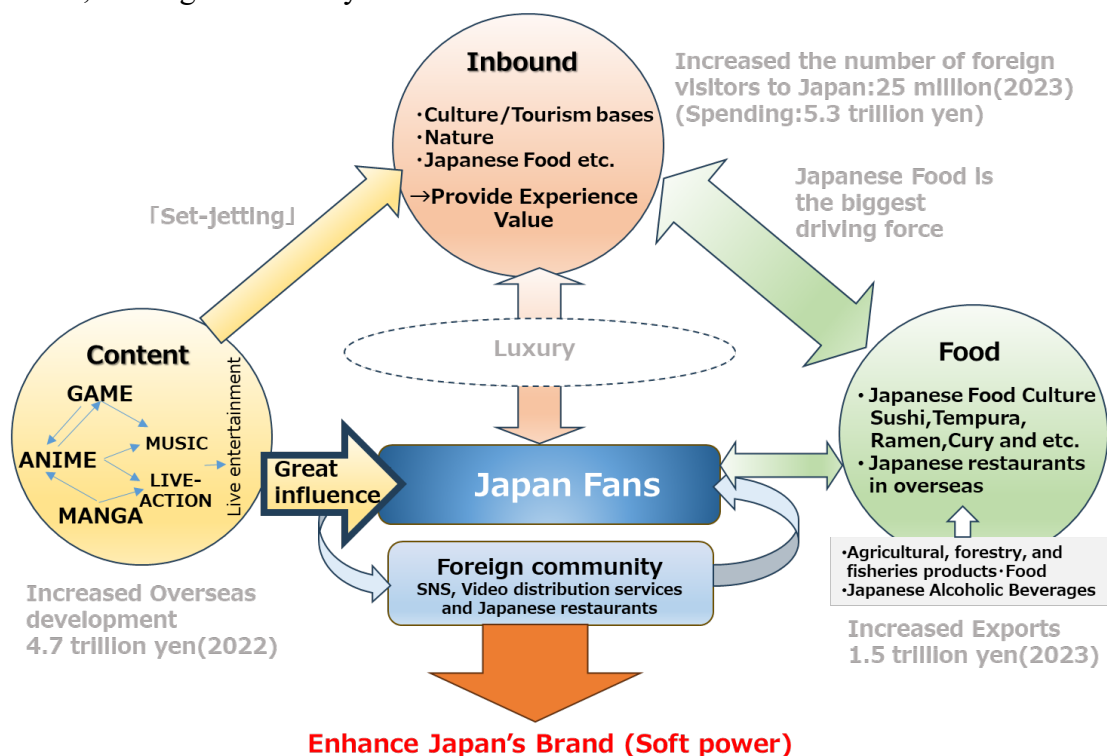 Inbound
・Culture/Tourism bases
・Nature
・Japanese Food etc.
→Provide Experience
Value
Increased the number of foreign
visitors to Japan:25 million(2023)
(Spending:5.3 trillion yen)
Japanese Food is
the biggest
driving force
「Set-jetting」
Luxury
Content
GAME
ANIME
MUSIC
LIVE-
ACTION
MANGA
Live entertainment
Great
influence
Japan Fans
Food
・Japanese Food Culture
Sushi,Tempura,
Ramen,Cury and etc.
・Japanese restaurants
in overseas
・Agricultural, forestry, and
fisheries products・Food
・Japanese Alcoholic Beverages
Foreign community
SNS, Video distribution services
and Japanese restaurants
Increased Overseas
development
4.7 trillion yen(2022)
Increased Exports
1.5 trillion yen(2023)
Enhance Japan's Brand (Soft power)